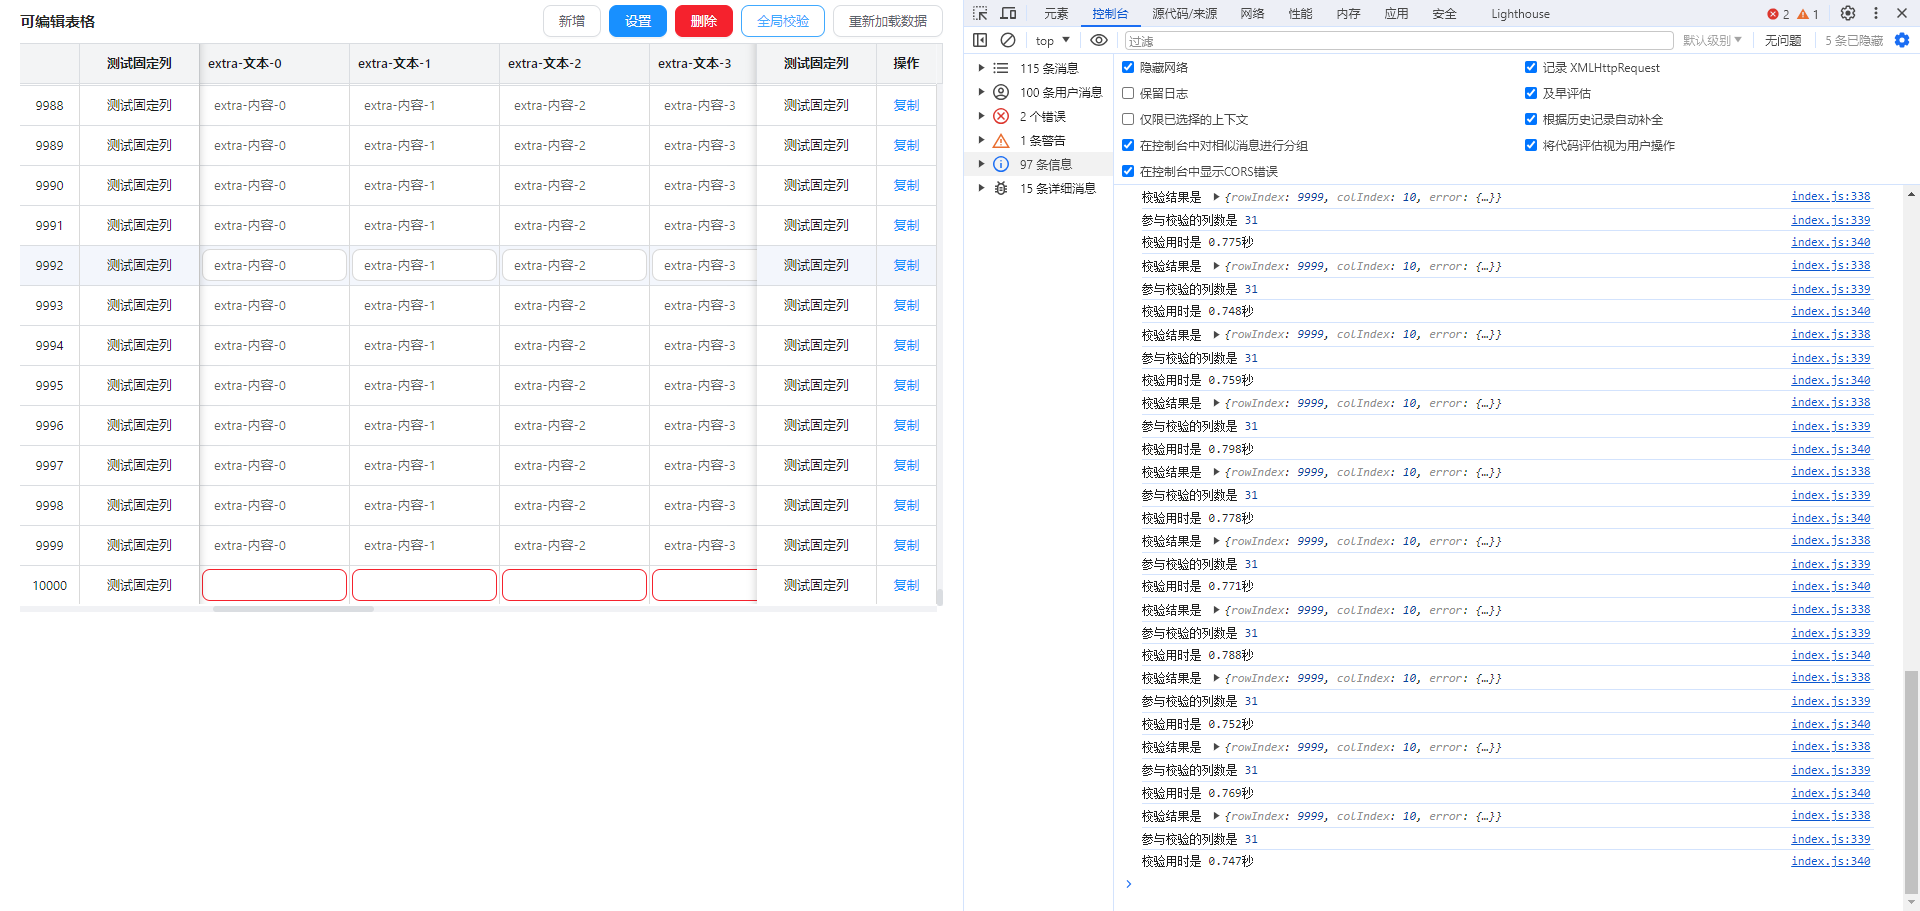 可编辑表格 新增 设置 删除 全局校验 重新加载数据
测试固定列 extra-文本-0 extra-文本-1 extra-文本-2 extra-文本-3 测试固定列 操作
9988 测试固定列 extra-内容-0 extra-内容-1 extra-内容-2 extra-内容-3 测试固定列 复制
9989 测试固定列 extra-内容-0 extra-内容-1 extra-内容-2 extra-内容-3 测试固定列 复制
9990 测试固定列 extra-内容-0 extra-内容-1 extra-内容-2 extra-内容-3 测试固定列 复制
9991 测试固定列 extra-内容-0 extra-内容-1 extra-内容-2 extra-内容-3 测试固定列 复制
9992 测试固定列 extra-内容-0 extra-内容-1 extra-内容-2 extra-内容-3 测试固定列 复制
9993 测试固定列 extra-内容-0 extra-内容-1 extra-内容-2 extra-内容-3 测试固定列 复制
9994 测试固定列 extra-内容-0 extra-内容-1 extra-内容-2 extra-内容-3 测试固定列 复制
9995 测试固定列 extra-内容-0 extra-内容-1 extra-内容-2 extra-内容-3 测试固定列 复制
9996 测试固定列 extra-内容-0 extra-内容-1 extra-内容-2 extra-内容-3 测试固定列 复制
9997 测试固定列 extra-内容-0 extra-内容-1 extra-内容-2 extra-内容-3 测试固定列 复制
9998 测试固定列 extra-内容-0 extra-内容-1 extra-内容-2 extra-内容-3 测试固定列 复制
9999 测试固定列 extra-内容-0 extra-内容-1 extra-内容-2 extra-内容-3 测试固定列 复制
10000 测试固定列 测试固定列 复制
元素 控制台 源代码/来源 网络 性能 内存 应用 安全 Lighthouse 2 1
top 过滤 默认级别 无问题 5 条已隐藏
115 条消息
100 条用户消息
2 个错误
1 条警告
97 条信息
15 条详细消息
隐藏网络 记录 XMLHttpRequest
保留日志 及早评估
仅限已选择的上下文 根据历史记录自动补全
在控制台中对相似消息进行分组 将代码评估视为用户操作
在控制台中显示CORS错误
校验结果是 {rowIndex: 9999, colIndex: 10, error: {…}} index.js:338
参与校验的列数是 31 index.js:339
校验用时是 0.775秒 index.js:340
校验结果是 {rowIndex: 9999, colIndex: 10, error: {…}} index.js:338
参与校验的列数是 31 index.js:339
校验用时是 0.748秒 index.js:340
校验结果是 {rowIndex: 9999, colIndex: 10, error: {…}} index.js:338
参与校验的列数是 31 index.js:339
校验用时是 0.759秒 index.js:340
校验结果是 {rowIndex: 9999, colIndex: 10, error: {…}} index.js:338
参与校验的列数是 31 index.js:339
校验用时是 0.798秒 index.js:340
校验结果是 {rowIndex: 9999, colIndex: 10, error: {…}} index.js:338
参与校验的列数是 31 index.js:339
校验用时是 0.778秒 index.js:340
校验结果是 {rowIndex: 9999, colIndex: 10, error: {…}} index.js:338
参与校验的列数是 31 index.js:339
校验用时是 0.771秒 index.js:340
校验结果是 {rowIndex: 9999, colIndex: 10, error: {…}} index.js:338
参与校验的列数是 31 index.js:339
校验用时是 0.788秒 index.js:340
校验结果是 {rowIndex: 9999, colIndex: 10, error: {…}} index.js:338
参与校验的列数是 31 index.js:339
校验用时是 0.752秒 index.js:340
校验结果是 {rowIndex: 9999, colIndex: 10, error: {…}} index.js:338
参与校验的列数是 31 index.js:339
校验用时是 0.769秒 index.js:340
校验结果是 {rowIndex: 9999, colIndex: 10, error: {…}} index.js:338
参与校验的列数是 31 index.js:339
校验用时是 0.747秒 index.js:340